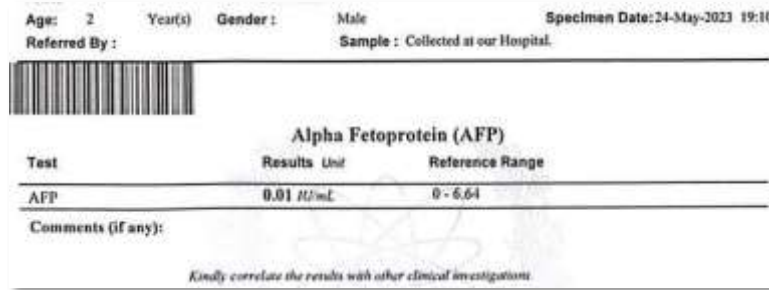 Age: 2 Year(s) Gender : Male Specimen Date:24-May-2023 19:10
Referred By : Sample : Collected at our Hospital.
Alpha Fetoprotein (AFP)
Test Results Unit Reference Range
AFP 0.01 IU/mL 0 - 6.64
Comments (if any):
Kindly correlate the results with other clinical investigations